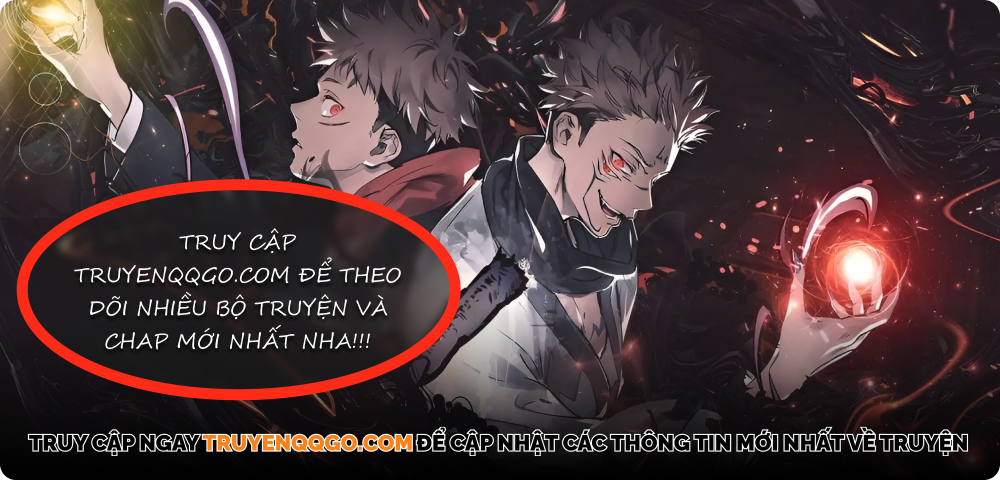 TRUY CẬP
TRUYENQQGO.COM ĐỂ THEO
DÕI NHIỀU BỘ TRUYỆN VÀ
CHAP MỚI NHẤT NHA!!!
TRUY CẬP NGAY TRUYENQQGO.COM ĐỂ CẬP NHẬT CÁC THÔNG TIN MỚI NHẤT VỀ TRUYỆN